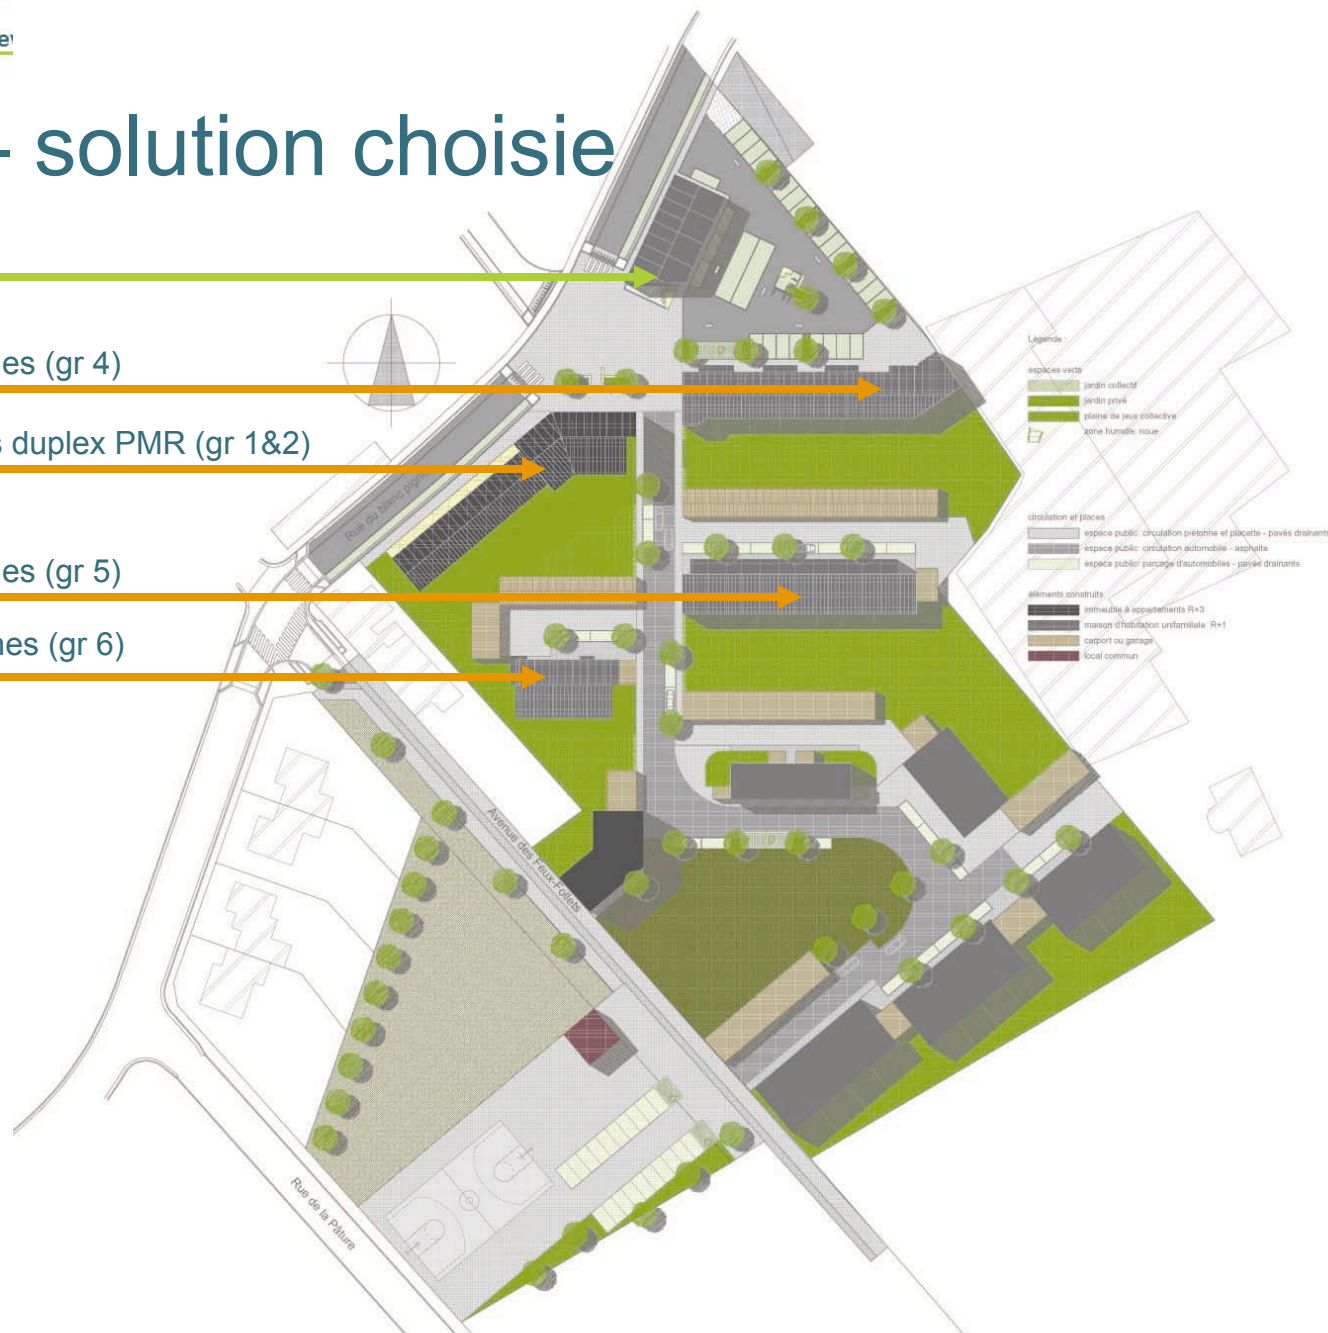 - solution choisie
es (gr 4)
s duplex PMR (gr 1&2)
es (gr 5)
nes (gr 6)
Rue du blanc pign
Avenue des Feux-Follets
Rue de la Pâture
Légende :
espaces verts
jardin collectif
jardin privé
plaine de jeux collective
zone humide: noue
circulation et places
espace public: circulation piétonne et placette - pavés drainants
espace public: circulation automobile - asphalte
espace public: parcage d'automobiles - pavés drainants
éléments construits
immeuble à appartements R+3
maison d'habitation unifamiliale R+1
carport ou garage
local commun